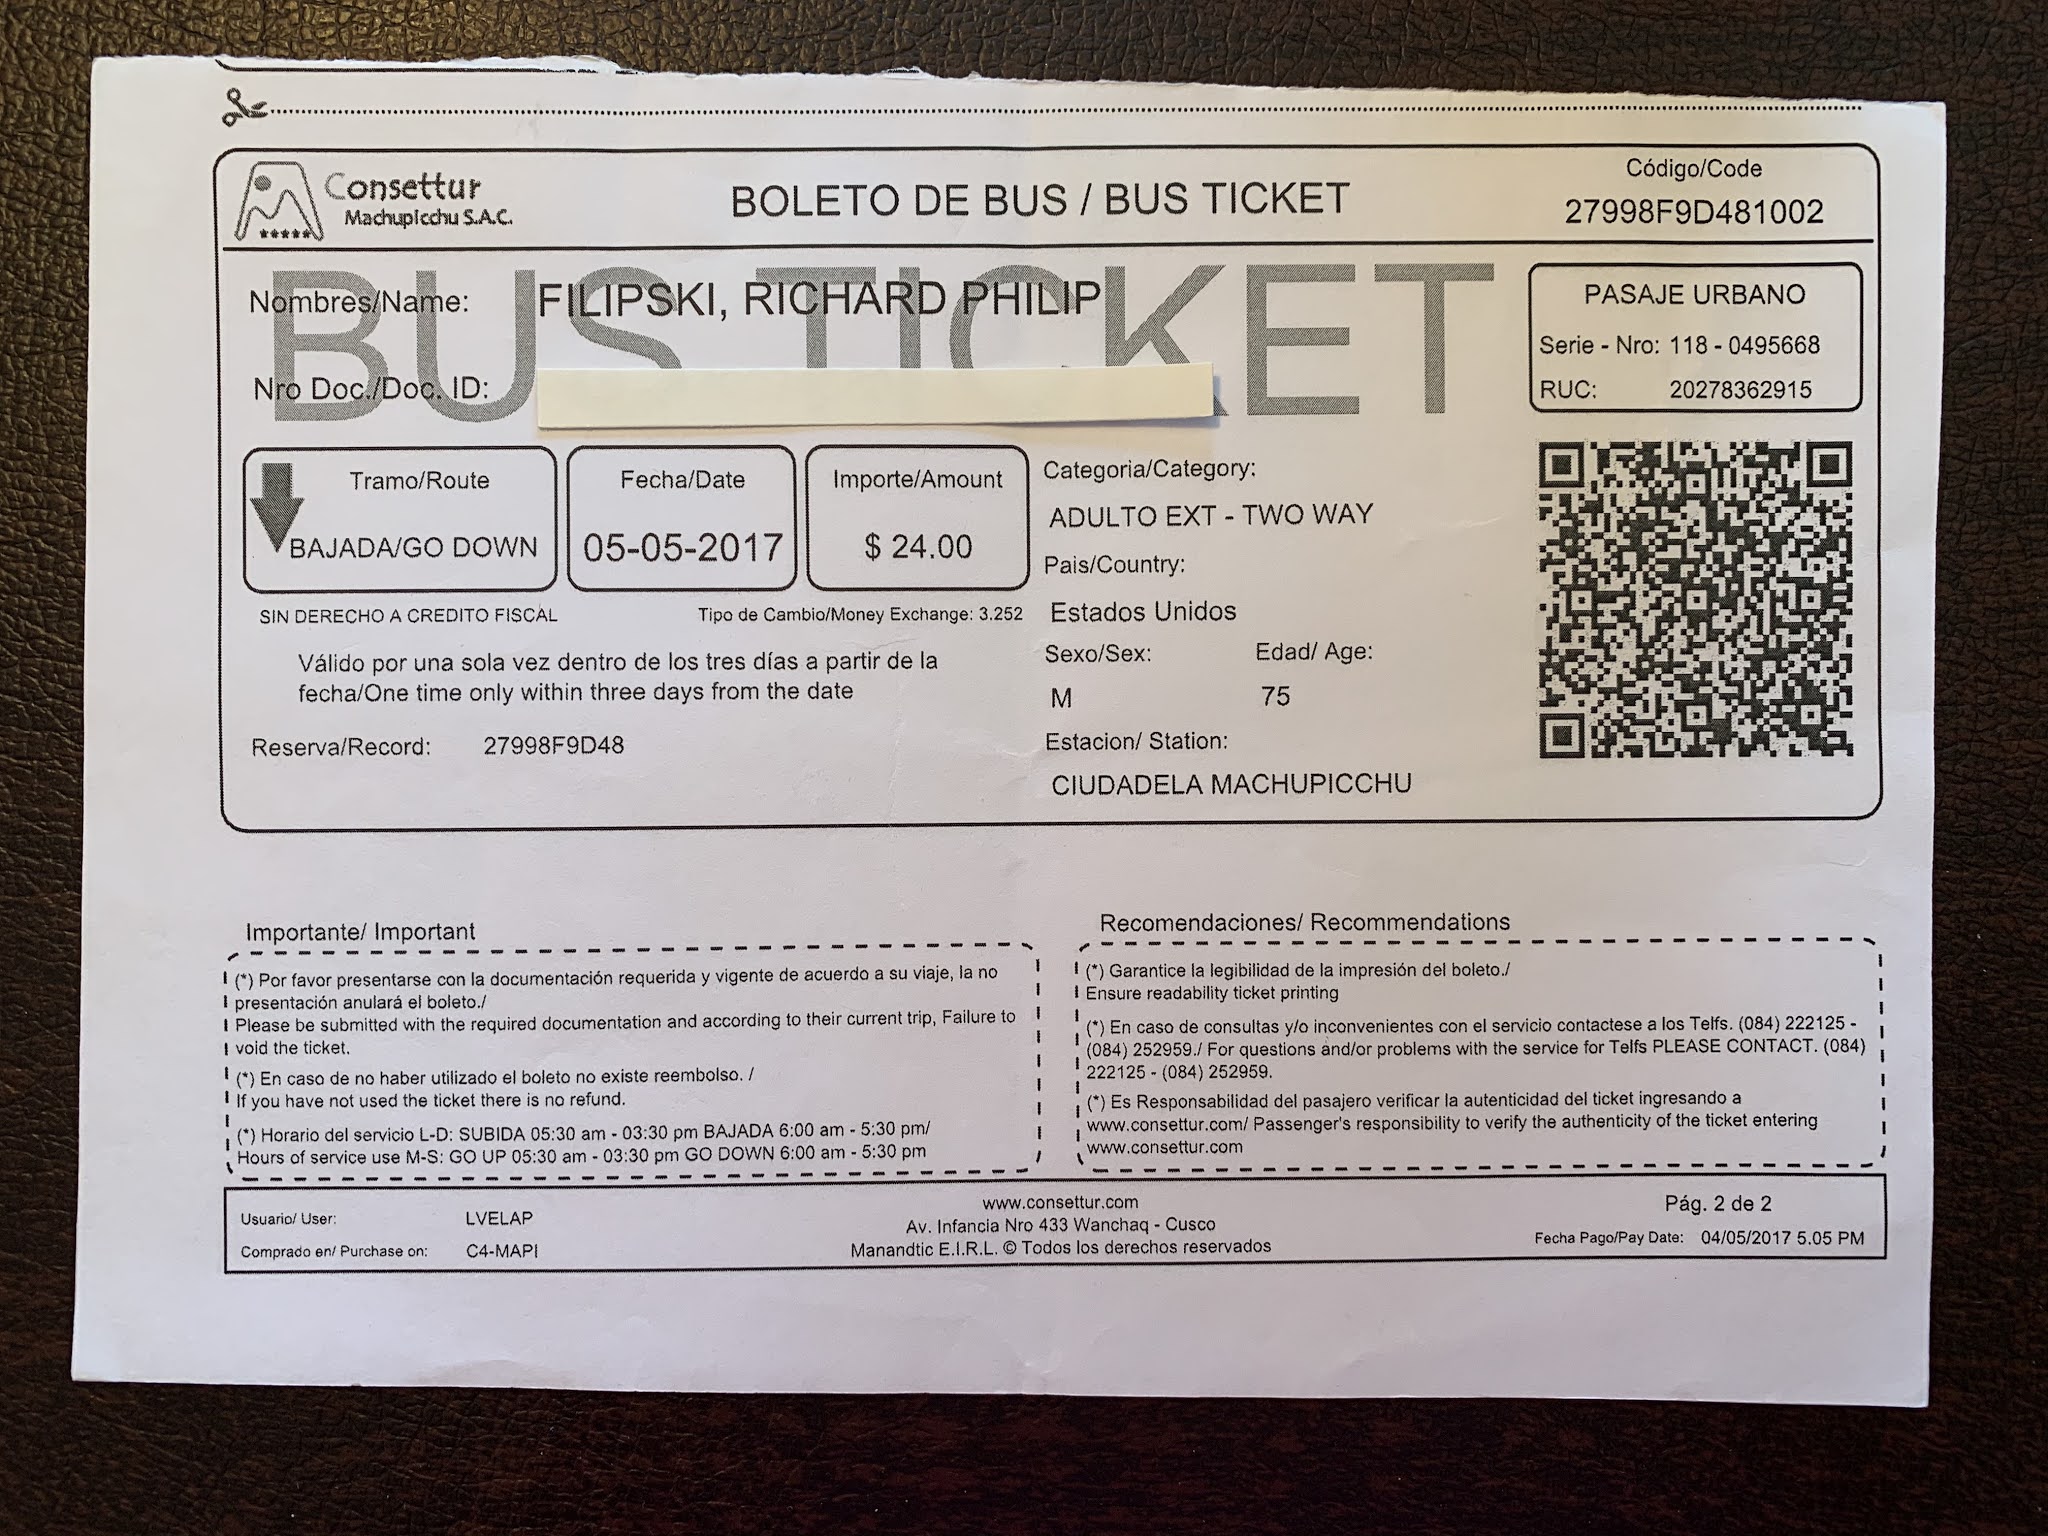 Consettur
Machupicchu S.A.C.
BOLETO DE BUS / BUS TICKET
Código/Code
27998F9D481002
BUS TICKET
Nombres/Name: FILIPSKI, RICHARD PHILIP
Nro Doc./Doc. ID:
PASAJE URBANO
Serie - Nro: 118 - 0495668
RUC: 20278362915
Tramo/Route
BAJADA/GO DOWN
Fecha/Date
05-05-2017
Importe/Amount
$ 24.00
SIN DERECHO A CREDITO FISCAL
Tipo de Cambio/Money Exchange: 3.252
Válido por una sola vez dentro de los tres días a partir de la
fecha/One time only within three days from the date
Reserva/Record: 27998F9D48
Categoria/Category:
ADULTO EXT - TWO WAY
Pais/Country:
Estados Unidos
Sexo/Sex: Edad/ Age:
M 75
Estacion/ Station:
CIUDADELA MACHUPICCHU
Importante/ Important
(*) Por favor presentarse con la documentación requerida y vigente de acuerdo a su viaje, la no
presentación anulará el boleto./
Please be submitted with the required documentation and according to their current trip, Failure to
void the ticket.
(*) En caso de no haber utilizado el boleto no existe reembolso. /
If you have not used the ticket there is no refund.
(*) Horario del servicio L-D: SUBIDA 05:30 am - 03:30 pm BAJADA 6:00 am - 5:30 pm/
Hours of service use M-S: GO UP 05:30 am - 03:30 pm GO DOWN 6:00 am - 5:30 pm
Recomendaciones/ Recommendations
(*) Garantice la legibilidad de la impresión del boleto./
Ensure readability ticket printing
(*) En caso de consultas y/o inconvenientes con el servicio contactese a los Telfs. (084) 222125 -
(084) 252959./ For questions and/or problems with the service for Telfs PLEASE CONTACT. (084)
222125 - (084) 252959.
(*) Es Responsabilidad del pasajero verificar la autenticidad del ticket ingresando a
www.consettur.com/ Passenger's responsibility to verify the authenticity of the ticket entering
www.consettur.com
Usuario/ User: LVELAP
Comprado en/ Purchase on: C4-MAPI
www.consettur.com
Av. Infancia Nro 433 Wanchaq - Cusco
Manandtic E.I.R.L. © Todos los derechos reservados
Pág. 2 de 2
Fecha Pago/Pay Date: 04/05/2017 5.05 PM